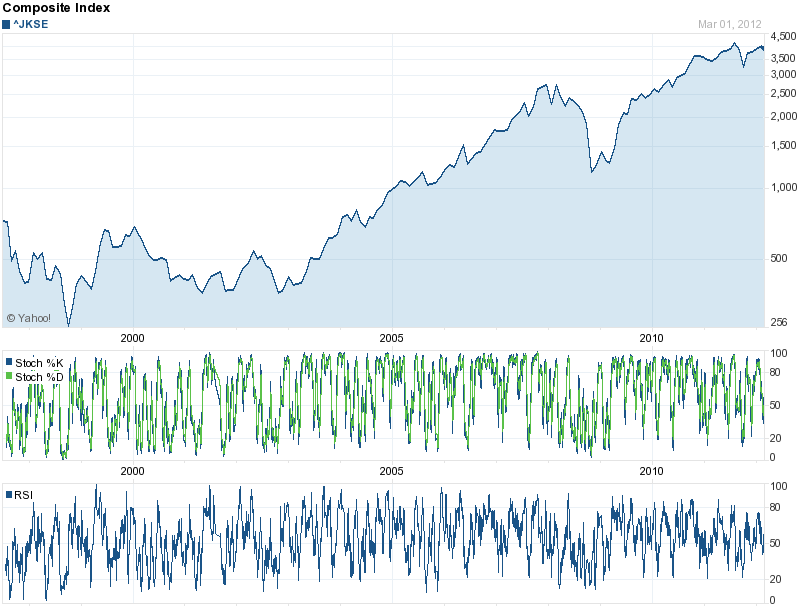 Composite Index
^JKSE
Mar 01, 2012
4,500
3,500
3,000
2,500
2,000
1,500
1,000
500
256
© Yahoo!
2000 2005 2010
Stoch %K
Stoch %D
100
80
50
20
0
2000 2005 2010
RSI
100
80
50
20
0